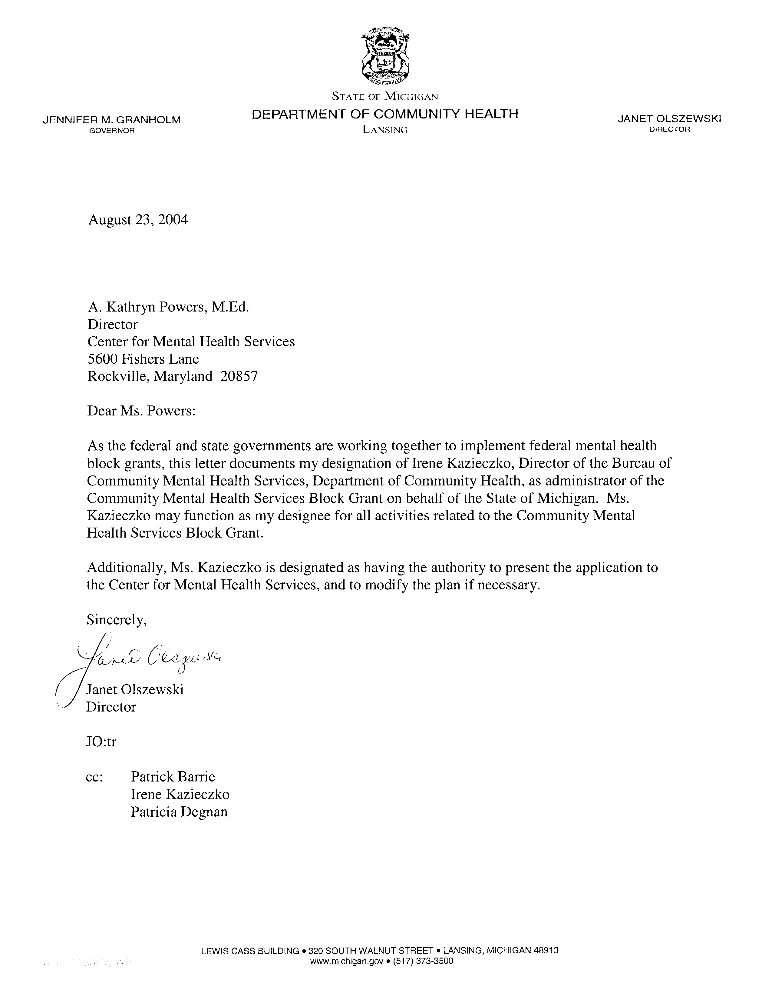 TUEBOR
CIRCUMSPICE
STATE OF MICHIGAN
JENNIFER M. GRANHOLM
GOVERNOR
DEPARTMENT OF COMMUNITY HEALTH
LANSING
JANET OLSZEWSKI
DIRECTOR
August 23, 2004
A. Kathryn Powers, M.Ed.
Director
Center for Mental Health Services
5600 Fishers Lane
Rockville, Maryland 20857
Dear Ms. Powers:
As the federal and state governments are working together to implement federal mental health
block grants, this letter documents my designation of Irene Kazieczko, Director of the Bureau of
Community Mental Health Services, Department of Community Health, as administrator of the
Community Mental Health Services Block Grant on behalf of the State of Michigan. Ms.
Kazieczko may function as my designee for all activities related to the Community Mental
Health Services Block Grant.
Additionally, Ms. Kazieczko is designated as having the authority to present the application to
the Center for Mental Health Services, and to modify the plan if necessary.
Sincerely,
Janet Olszewski
Janet Olszewski
Director
JO:tr
cc: Patrick Barrie
Irene Kazieczko
Patricia Degnan
LEWIS CASS BUILDING • 320 SOUTH WALNUT STREET • LANSING, MICHIGAN 48913
www.michigan.gov • (517) 373-3500